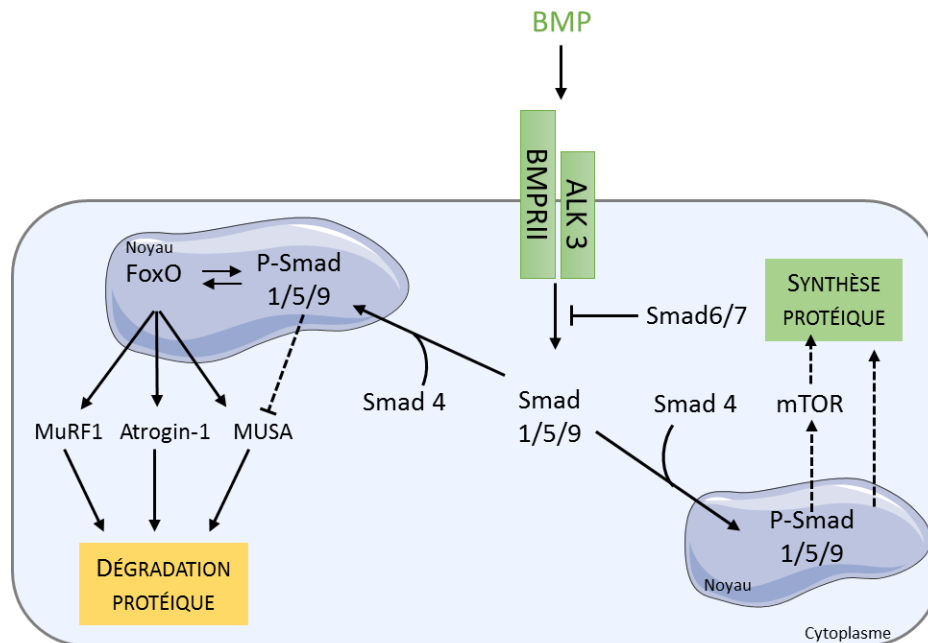 BMP
BMPRII
ALK 3
Noyau
FoxO
P-Smad
1/5/9
Smad6/7
SYNTHÈSE
PROTÉIQUE
Smad 4
Smad
1/5/9
Smad 4
mTOR
MuRF1
Atrogin-1
MUSA
P-Smad
1/5/9
Noyau
DÉGRADATION
PROTÉIQUE
Cytoplasme